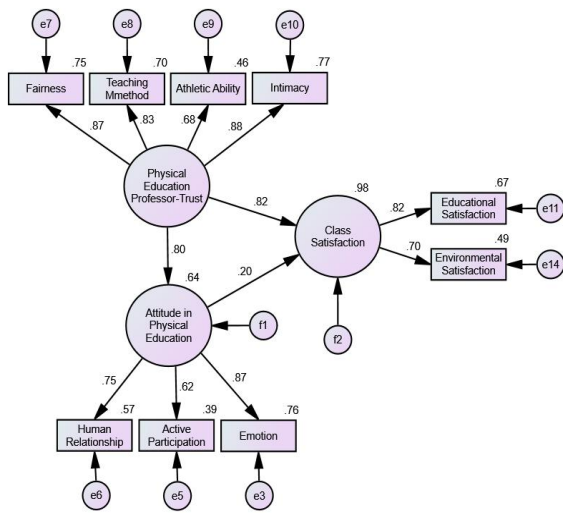 e7
e8
e9
e10
.75
.70
.46
.77
Fairness
Teaching
Mmethod
Athletic Ability
Intimacy
.87
.83
.68
.88
Physical
Education
Professor-Trust
.82
.98
.67
Class
Satisfaction
.82
Educational
Satisfaction
e11
.70
.49
Environmental
Satisfaction
e14
.80
.20
.64
Attitude in
Physical
Education
f1
f2
.75
.62
.87
.57
.39
.76
Human
Relationship
Active
Participation
Emotion
e6
e5
e3